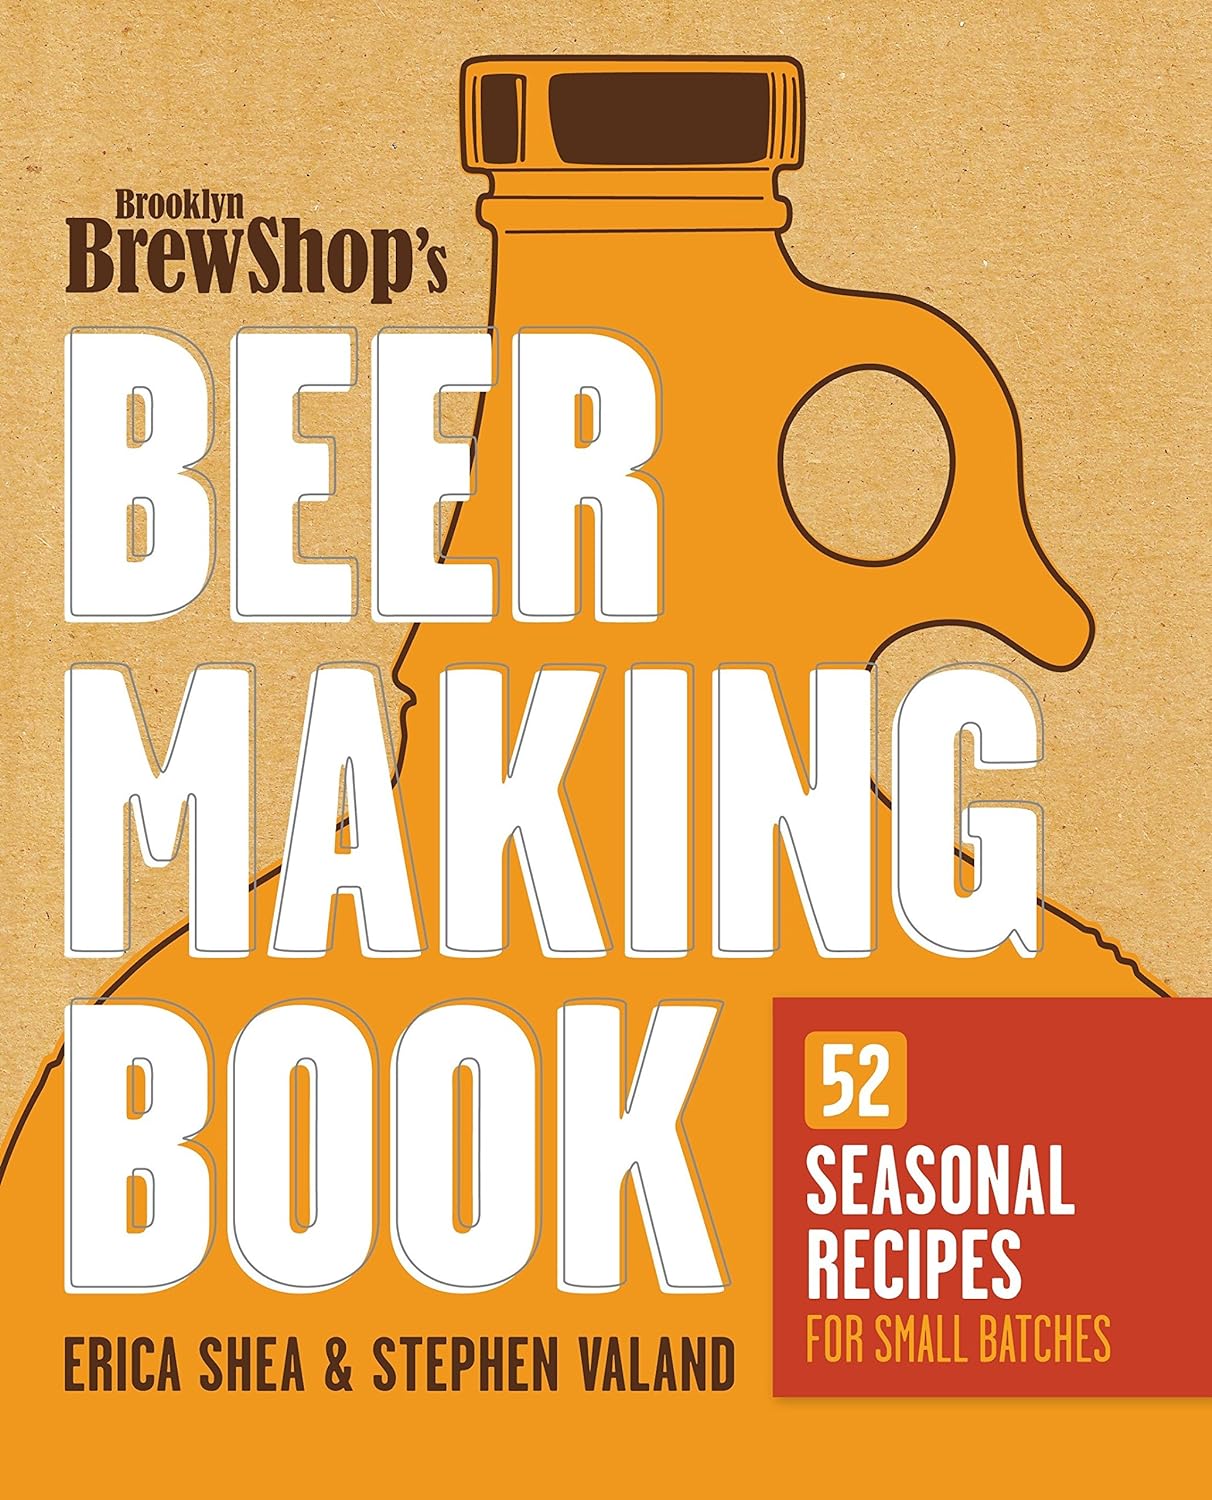 Brooklyn
BrewShop's
BEER
MAKING
BOOK
52
SEASONAL
RECIPES
FOR SMALL BATCHES
ERICA SHEA & STEPHEN VALAND